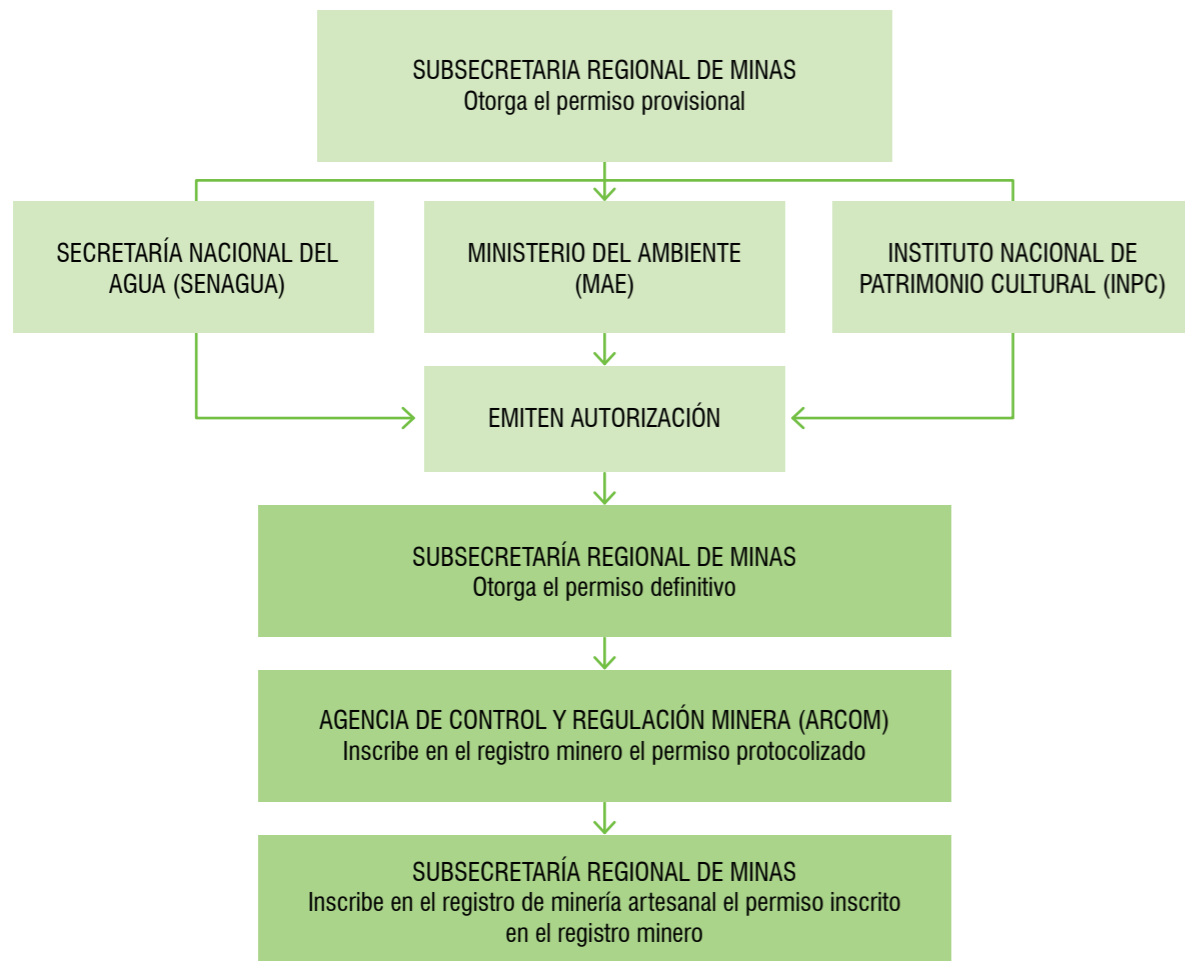 SUBSECRETARIA REGIONAL DE MINAS
Otorga el permiso provisional
SECRETARÍA NACIONAL DEL
AGUA (SENAGUA)
MINISTERIO DEL AMBIENTE
(MAE)
INSTITUTO NACIONAL DE
PATRIMONIO CULTURAL (INPC)
EMITEN AUTORIZACIÓN
SUBSECRETARÍA REGIONAL DE MINAS
Otorga el permiso definitivo
AGENCIA DE CONTROL Y REGULACIÓN MINERA (ARCOM)
Inscribe en el registro minero el permiso protocolizado
SUBSECRETARÍA REGIONAL DE MINAS
Inscribe en el registro de minería artesanal el permiso inscrito
en el registro minero